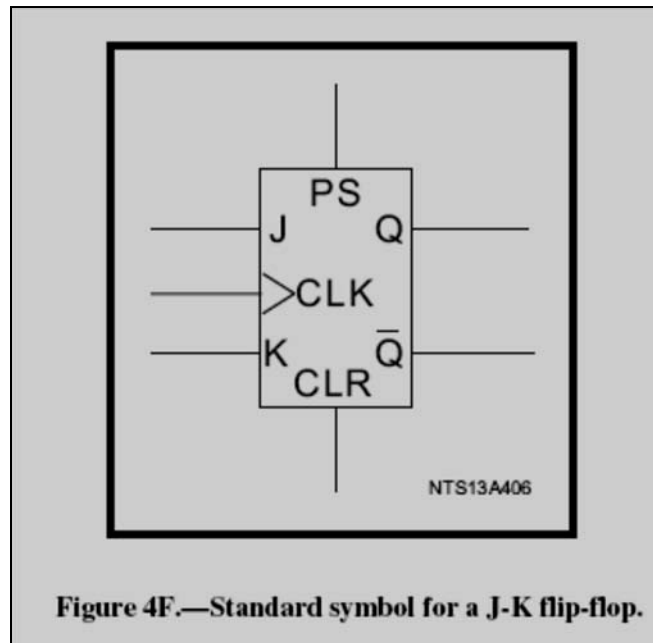 PS
J Q
CLK
K Q̅
CLR
NTS13A406
Figure 4F.—Standard symbol for a J-K flip-flop.